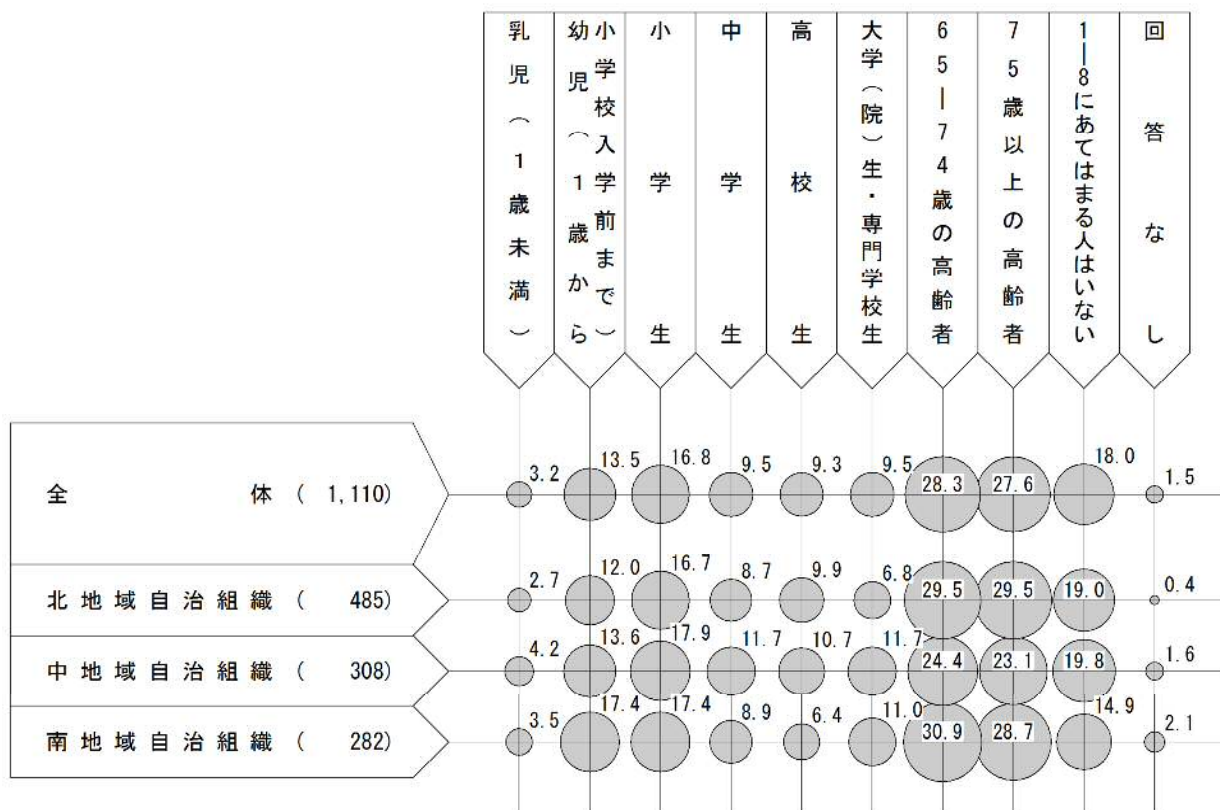 乳児（１歳未満）
幼児（１歳から
小学校入学前まで）
小学生
中学生
高校生
大学（院）生・専門学校生
６５―７４歳の高齢者
７５歳以上の高齢者
1―8にあてはまる人はいない
回答なし
全体 ( 1,110)
3.2 13.5 16.8 9.5 9.3 9.5 28.3 27.6 18.0 1.5
北地域自治組織 ( 485)
2.7 12.0 16.7 8.7 9.9 6.8 29.5 29.5 19.0 0.4
中地域自治組織 ( 308)
4.2 13.6 17.9 11.7 10.7 11.7 24.4 23.1 19.8 1.6
南地域自治組織 ( 282)
3.5 17.4 17.4 8.9 6.4 11.0 30.9 28.7 14.9 2.1